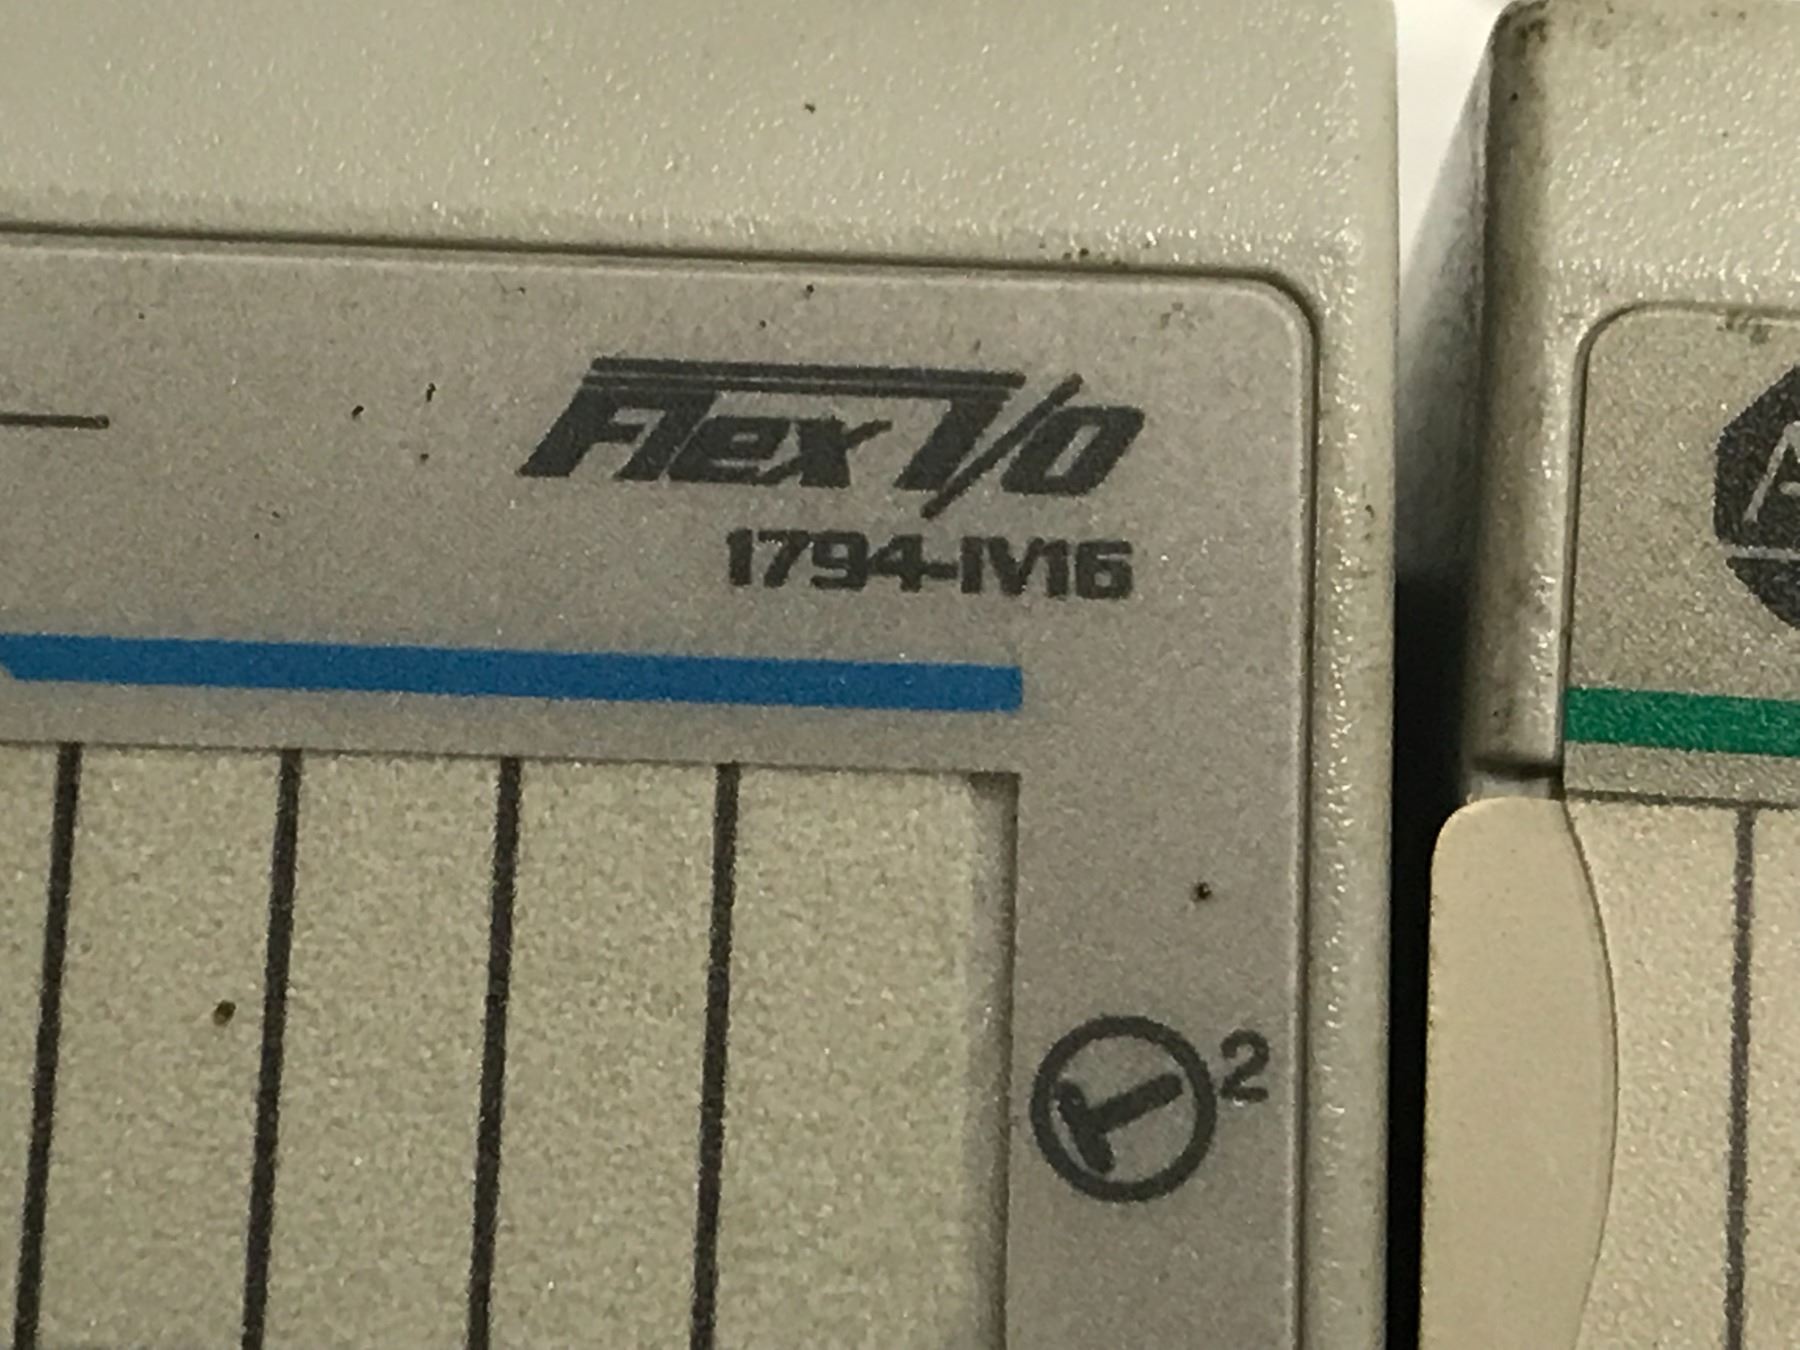 Flex I/O
1794-IV16
2
A